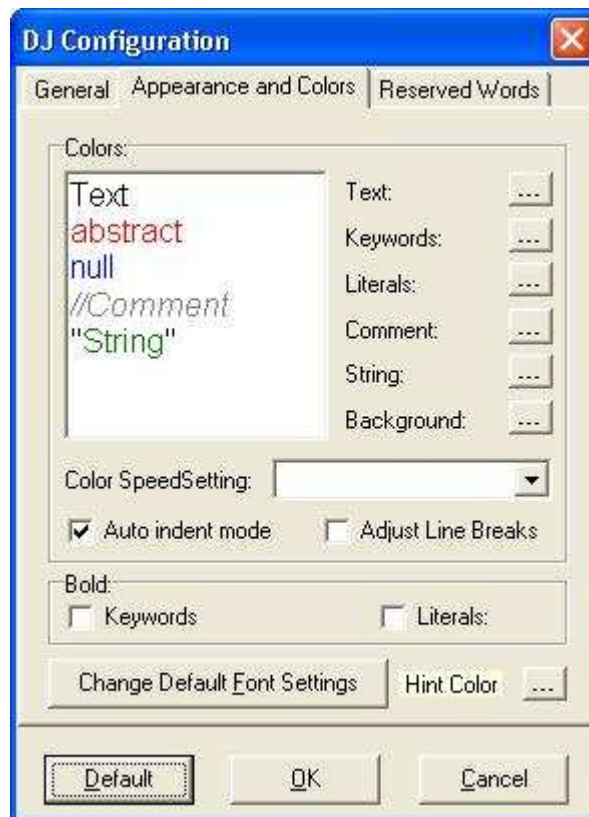 DJ Configuration
General Appearance and Colors Reserved Words
Colors:
Text
abstract
null
//Comment
"String"
Text: ...
Keywords: ...
Literals: ...
Comment: ...
String: ...
Background: ...
Color SpeedSetting:
Auto indent mode Adjust Line Breaks
Bold:
Keywords Literals:
Change Default Font Settings Hint Color ...
Default OK Cancel